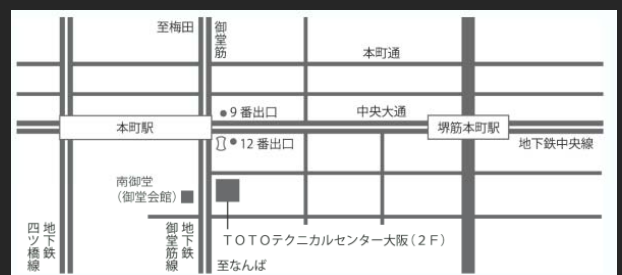 至梅田
御堂筋
本町通
9番出口
中央大通
本町駅
堺筋本町駅
12番出口
地下鉄中央線
南御堂
(御堂会館)
TOTOテクニカルセンター大阪(2F)
地下鉄
四ツ橋線
地下鉄
御堂筋線
至なんば